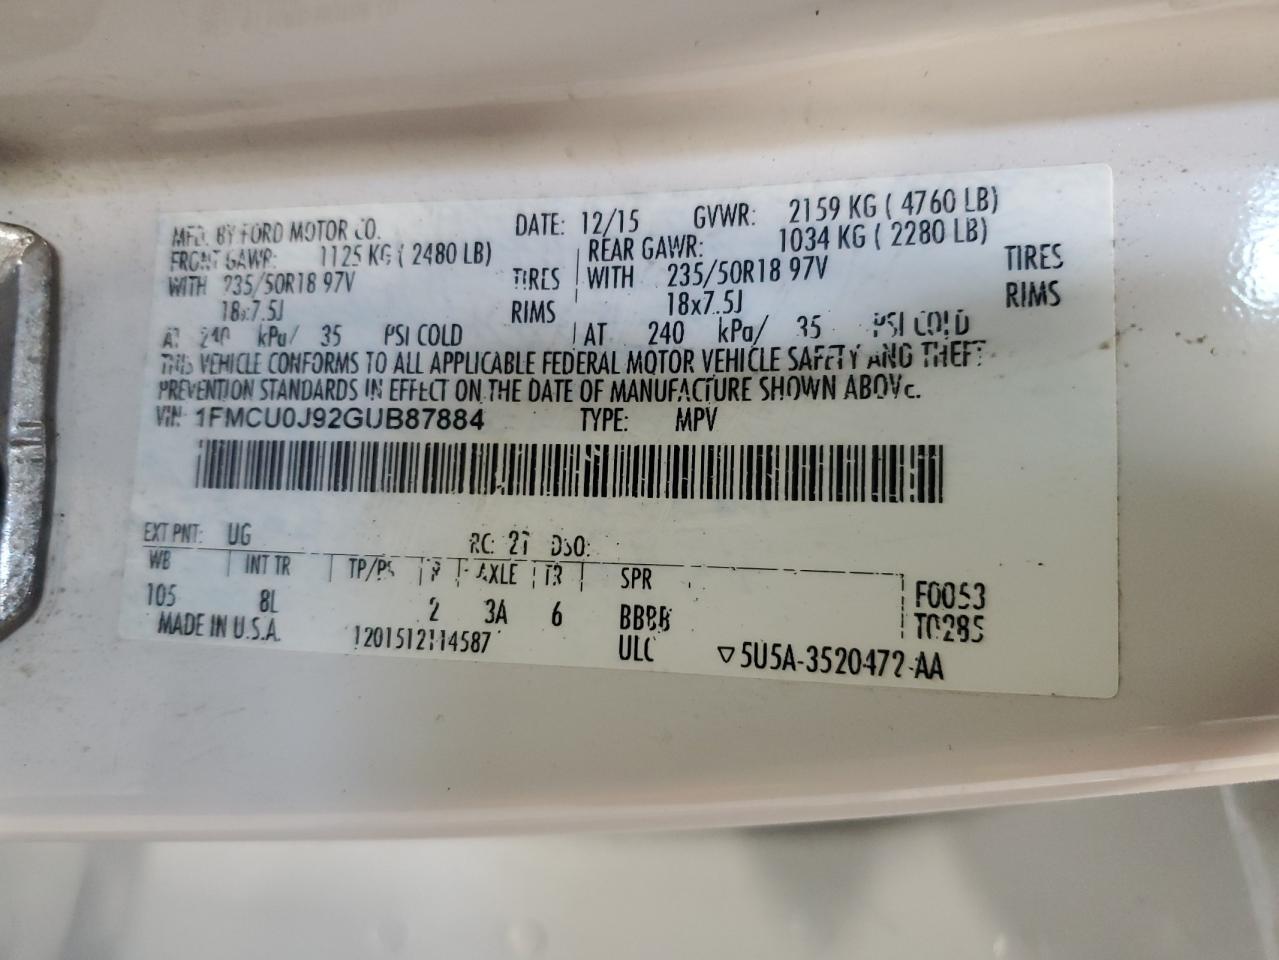 MFD. BY FORD MOTOR CO. DATE: 12/15 GVWR: 2159 KG ( 4760 LB)
FRONT GAWR: 1125 KG ( 2480 LB) REAR GAWR: 1034 KG ( 2280 LB)
WITH 235/50R18 97V TIRES WITH 235/50R18 97V TIRES
18x7.5J RIMS 18x7.5J RIMS
AT 240 kPa/ 35 PSI COLD AT 240 kPa/ 35 PSI COLD
THIS VEHICLE CONFORMS TO ALL APPLICABLE FEDERAL MOTOR VEHICLE SAFETY AND THEFT
PREVENTION STANDARDS IN EFFECT ON THE DATE OF MANUFACTURE SHOWN ABOVE.
VIN: 1FMCU0J92GUB87884 TYPE: MPV
EXT PNT: UG RC: 27 DSO:
WB INT TR TP/PS R AXLE TR SPR
105 8L 2 3A 6 BBBB F0053
MADE IN U.S.A. 1201512114587 ULC T0285
▽5U5A-3520472-AA